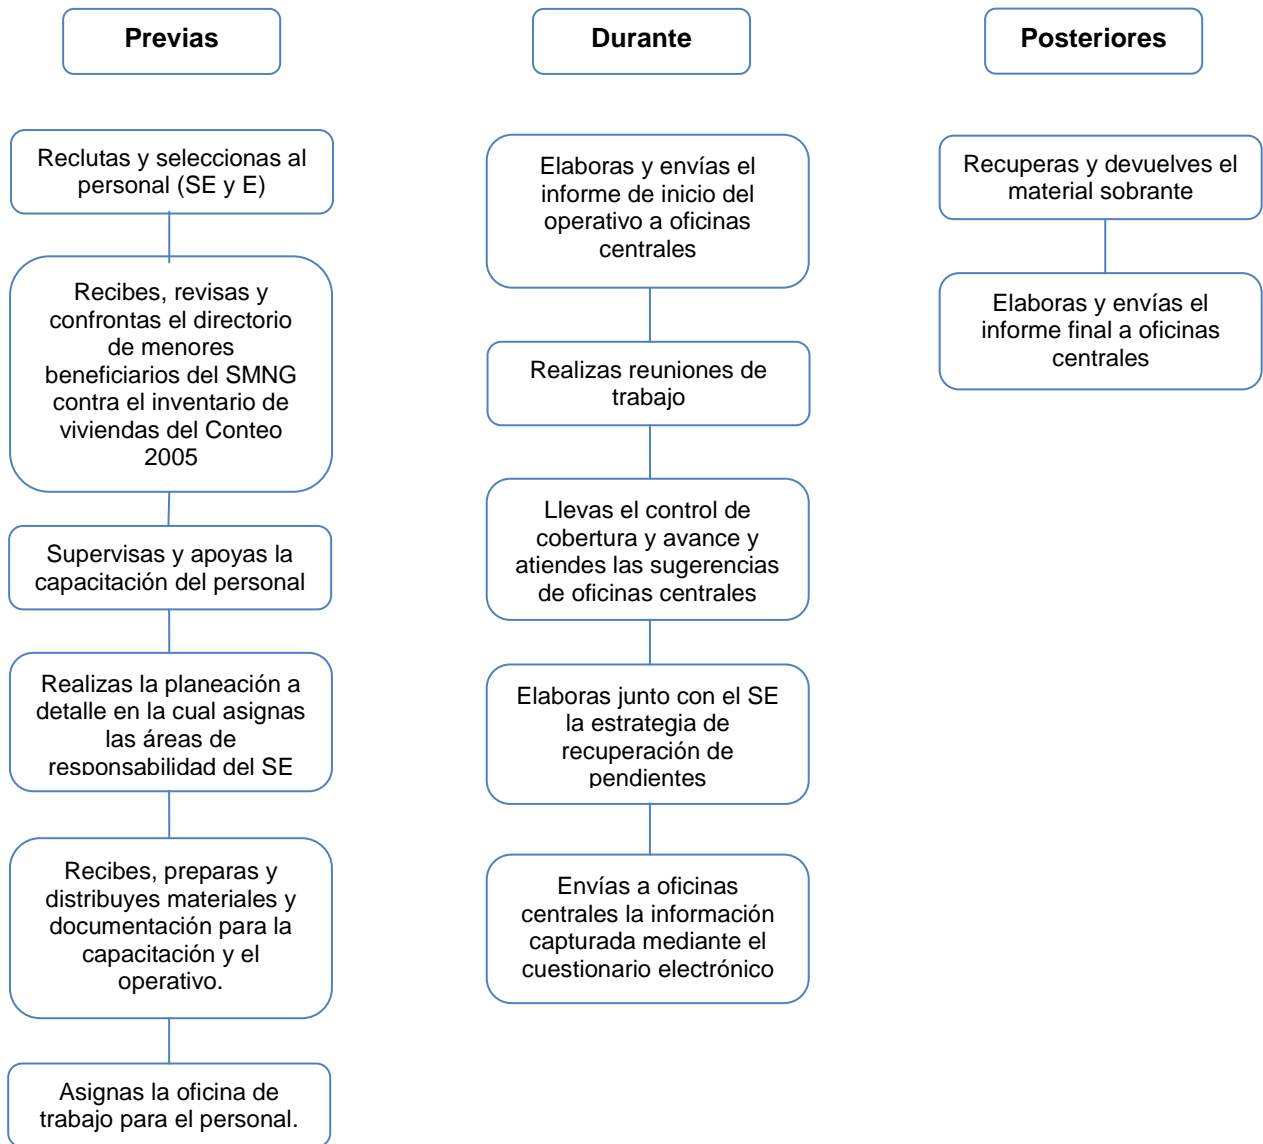 Previas
Reclutas y seleccionas al
personal (SE y E)
Recibes, revisas y
confrontas el directorio
de menores
beneficiarios del SMNG
contra el inventario de
viviendas del Conteo
2005
Supervisas y apoyas la
capacitación del personal
Realizas la planeación a
detalle en la cual asignas
las áreas de
responsabilidad del SE
Recibes, preparas y
distribuyes materiales y
documentación para la
capacitación y el
operativo.
Asignas la oficina de
trabajo para el personal.
Durante
Elaboras y envías el
informe de inicio del
operativo a oficinas
centrales
Realizas reuniones de
trabajo
Llevas el control de
cobertura y avance y
atiendes las sugerencias
de oficinas centrales
Elaboras junto con el SE
la estrategia de
recuperación de
pendientes
Envías a oficinas
centrales la información
capturada mediante el
cuestionario electrónico
Posteriores
Recuperas y devuelves el
material sobrante
Elaboras y envías el
informe final a oficinas
centrales